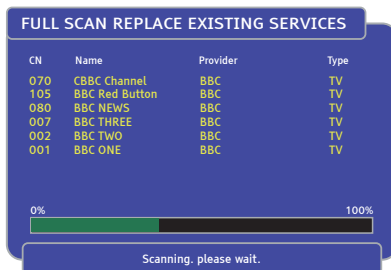 FULL SCAN REPLACE EXISTING SERVICES
CN Name Provider Type
070 CBBC Channel BBC TV
105 BBC Red Button BBC TV
080 BBC NEWS BBC TV
007 BBC THREE BBC TV
002 BBC TWO BBC TV
001 BBC ONE BBC TV
0% 100%
Scanning. please wait.